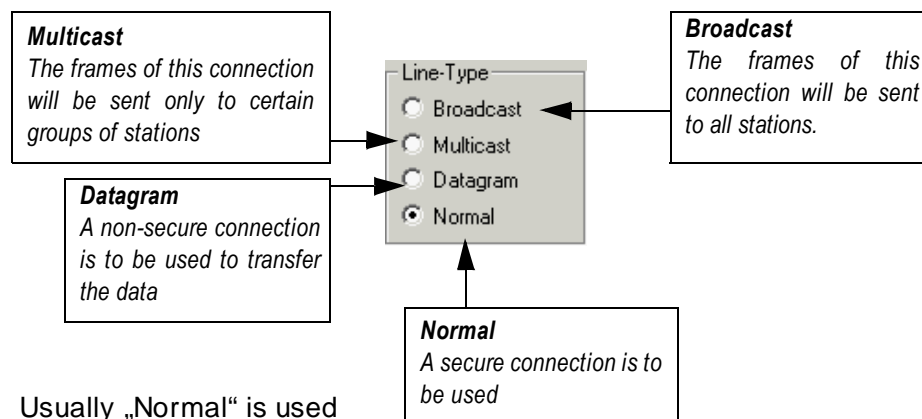 Multicast
The frames of this connection
will be sent only to certain
groups of stations
Broadcast
The frames of this
connection will be sent
to all stations.
Line-Type
Broadcast
Multicast
Datagram
Normal
Datagram
A non-secure connection
is to be used to transfer
the data
Normal
A secure connection is to
be used
Usually „Normal“ is used